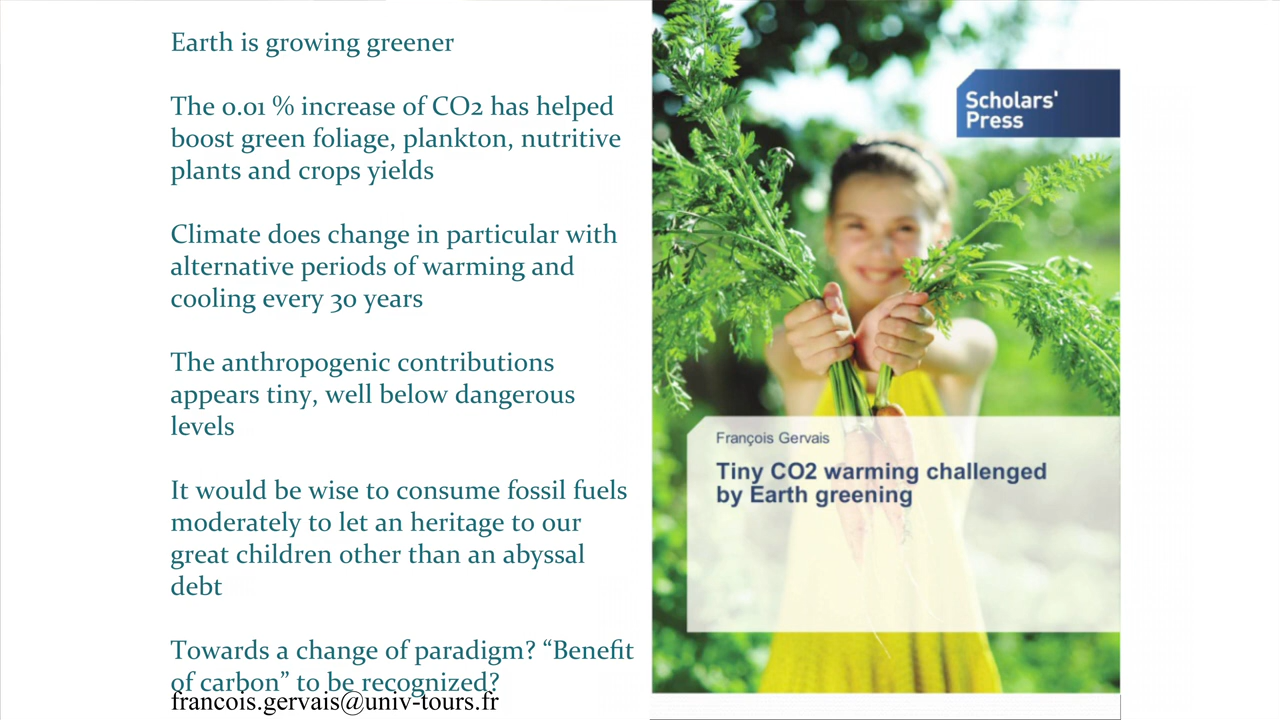 Earth is growing greener
The 0.01 % increase of CO2 has helped
boost green foliage, plankton, nutritive
plants and crops yields
Climate does change in particular with
alternative periods of warming and
cooling every 30 years
The anthropogenic contributions
appears tiny, well below dangerous
levels
It would be wise to consume fossil fuels
moderately to let an heritage to our
great children other than an abyssal
debt
Towards a change of paradigm? “Benefit
of carbon” to be recognized?
francois.gervais@univ-tours.fr
Scholars'
Press
François Gervais
Tiny CO2 warming challenged
by Earth greening